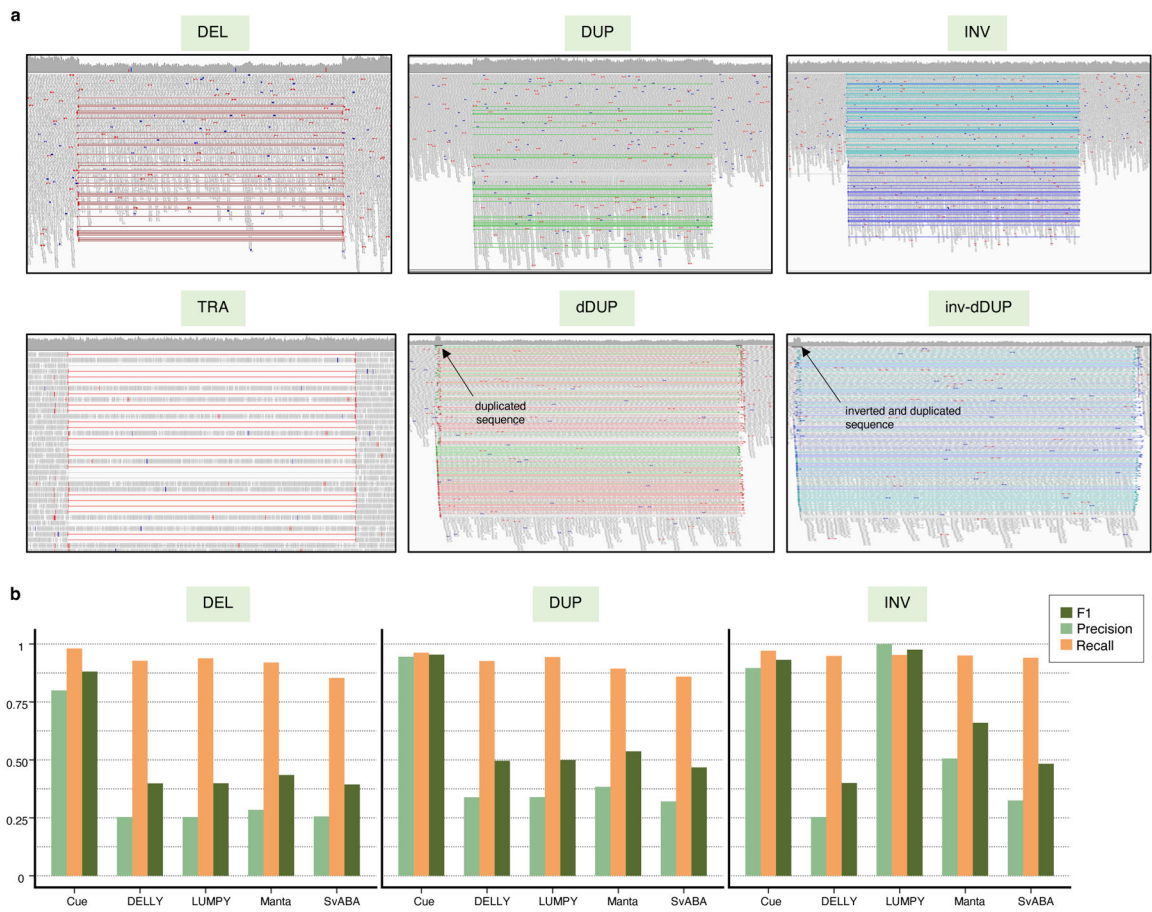 a
DEL
DUP
INV
TRA
dDUP
inv-dDUP
duplicated
sequence
inverted and duplicated
sequence
b
DEL
DUP
INV
F1
Precision
Recall
1
0.75
0.50
0.25
0
Cue DELLY LUMPY Manta SvABA
Cue DELLY LUMPY Manta SvABA
Cue DELLY LUMPY Manta SvABA